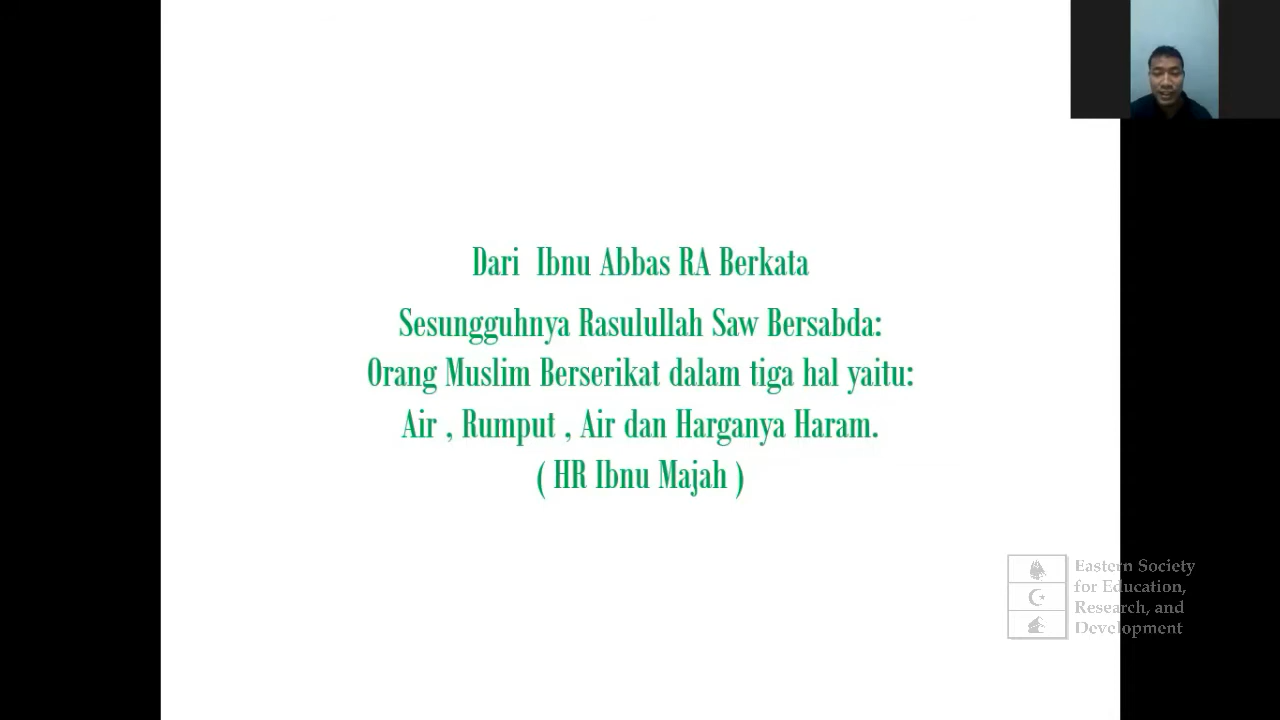 Dari Ibnu Abbas RA Berkata
Sesungguhnya Rasulullah Saw Bersabda:
Orang Muslim Berserikat dalam tiga hal yaitu:
Air , Rumput , Air dan Harganya Haram.
( HR Ibnu Majah )
Eastern Society
for Education,
Research, and
Development